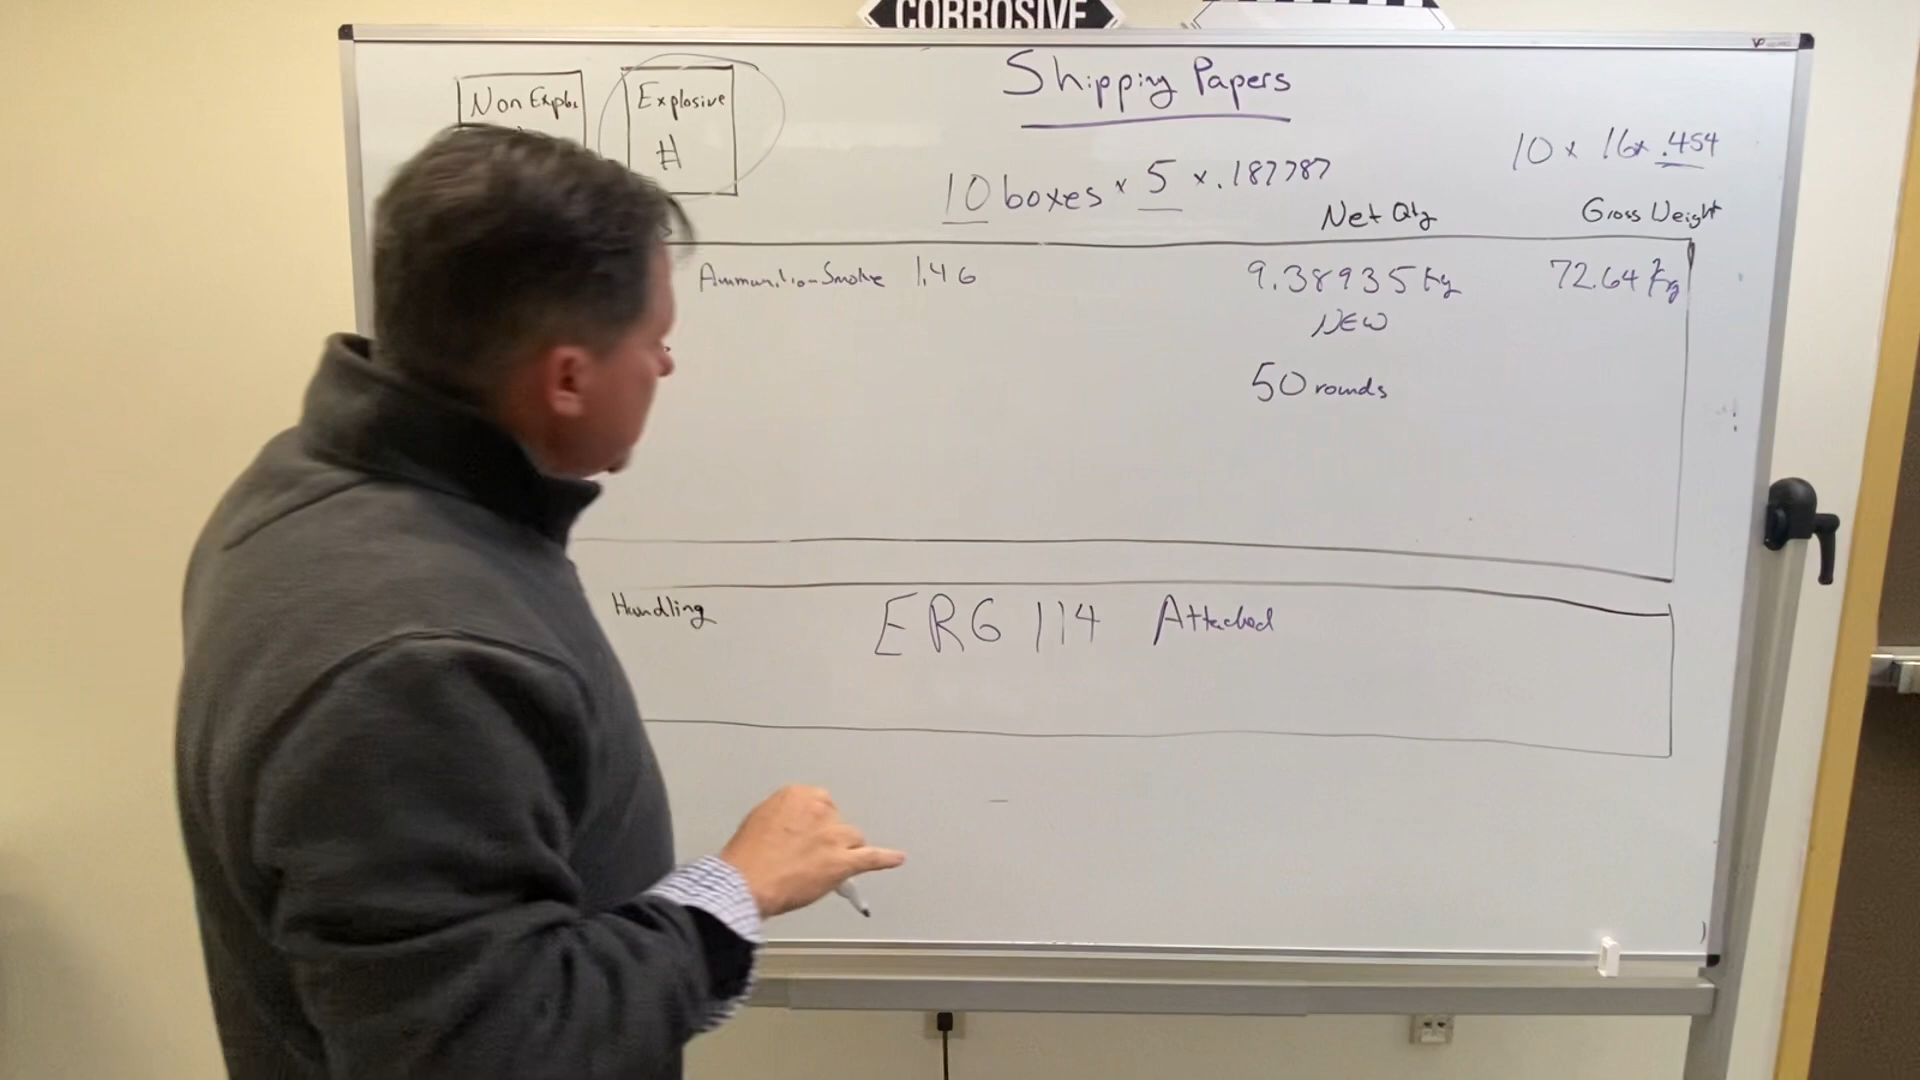 CORROSIVE
Non Explo
Explosive
#
Shipping Papers
10 boxes x 5 x .187787
10 x 16 x .454
Net Qty
Gross Weight
Ammunition Smoke 1.4G
9.38935 Kg
NEW
72.64 Kg
50 rounds
Handling
ERG 114 Attached